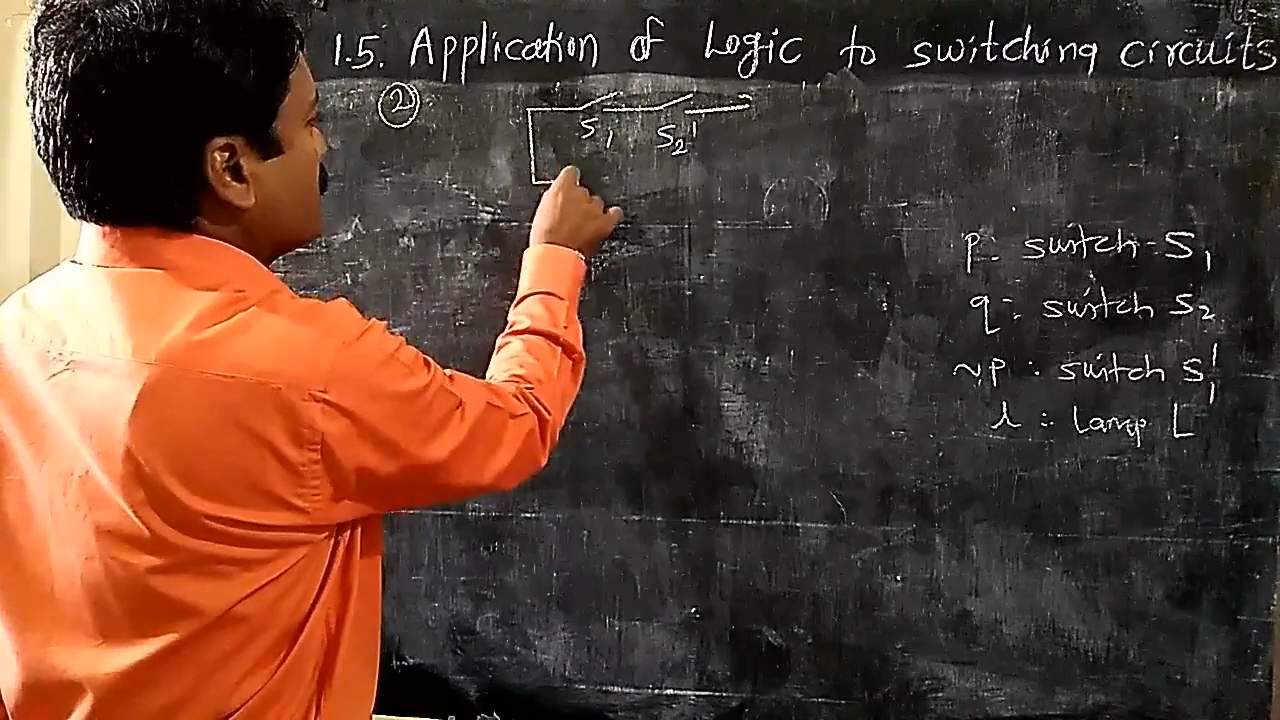 1.5. Application of Logic to switching circuits
2
S₁ S₂'
p: switch S₁
q: switch S₂
~p : switch S₁'
l : lamp L